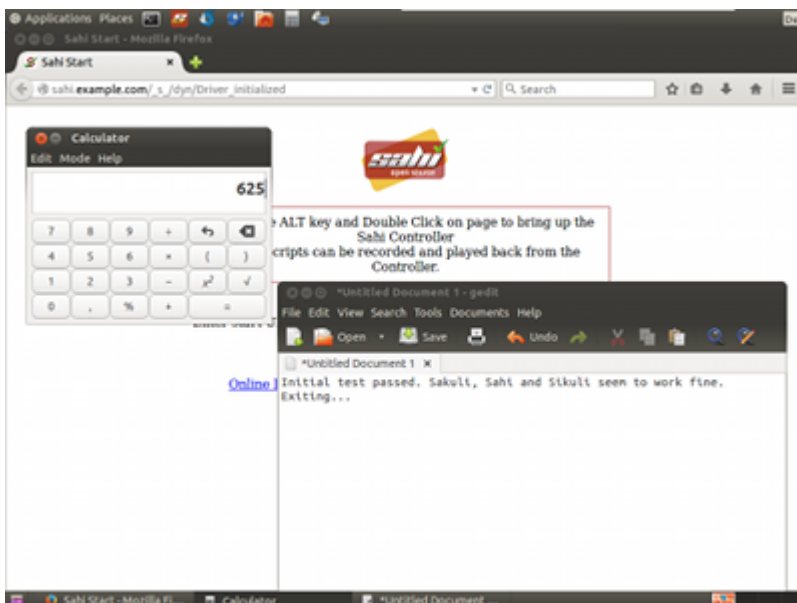 Applications Places
Sahi Start - Mozilla Firefox
Sahi Start
sahi.example.com/_s_/dyn/Driver_initialized
Search
Calculator
Edit Mode Help
625
7 8 9 ÷
4 5 6 × ( )
1 2 3 − x² √
0 . % + =
sahi
open source
ALT key and Double Click on page to bring up the
Sahi Controller
cripts can be recorded and played back from the
Controller.
Online
*Untitled Document 1 - gedit
File Edit View Search Tools Documents Help
Open Save Undo
*Untitled Document 1
Initial test passed. Sakuli, Sahi and Sikuli seem to work fine.
Exiting...
Sahi Start - Mozilla Fi... Calculator *Untitled Document ...